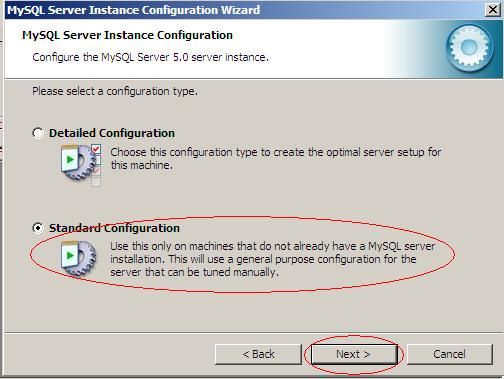 MySQL Server Instance Configuration Wizard
MySQL Server Instance Configuration
Configure the MySQL Server 5.0 server instance.
Please select a configuration type.
Detailed Configuration
Choose this configuration type to create the optimal server setup for
this machine.
Standard Configuration
Use this only on machines that do not already have a MySQL server
installation. This will use a general purpose configuration for the
server that can be tuned manually.
< Back
Next >
Cancel